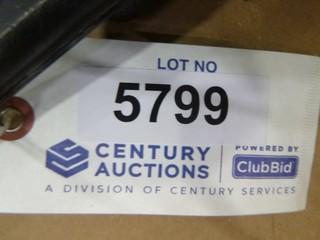 LOT NO
5799
CENTURY AUCTIONS
POWERED BY
ClubBid
A DIVISION OF CENTURY SERVICES